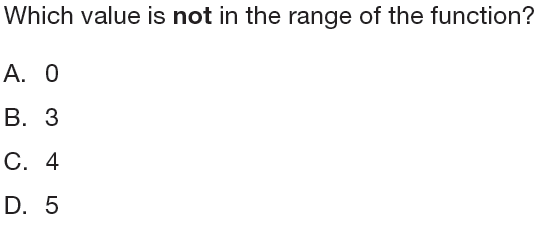 Which value is not in the range of the function?
A. 0
B. 3
C. 4
D. 5